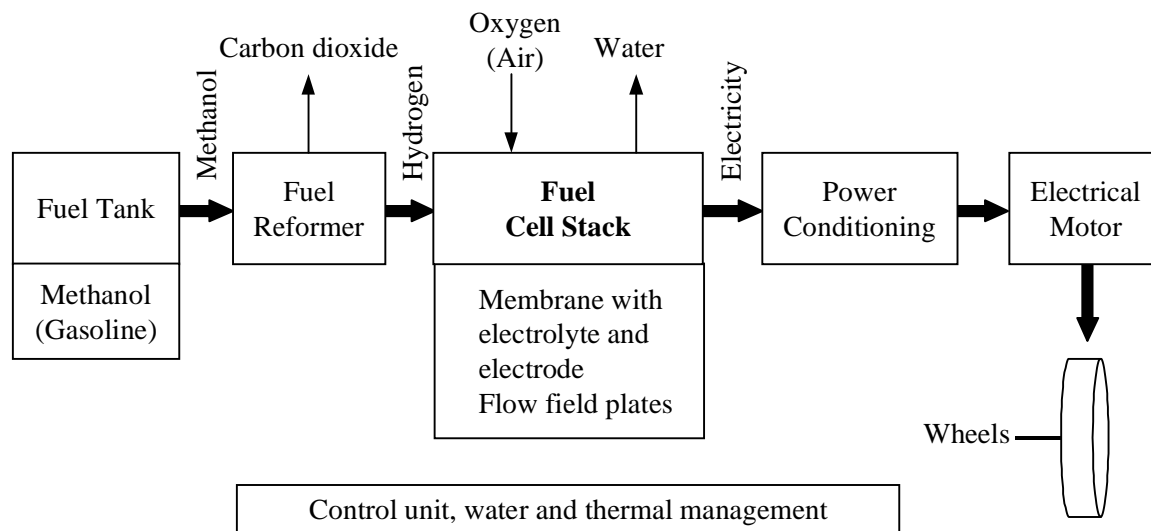 Carbon dioxide
Oxygen
(Air)
Water
Methanol
Hydrogen
Electricity
Fuel Tank
Fuel
Reformer
Fuel
Cell Stack
Power
Conditioning
Electrical
Motor
Methanol
(Gasoline)
Membrane with
electrolyte and
electrode
Flow field plates
Wheels
Control unit, water and thermal management